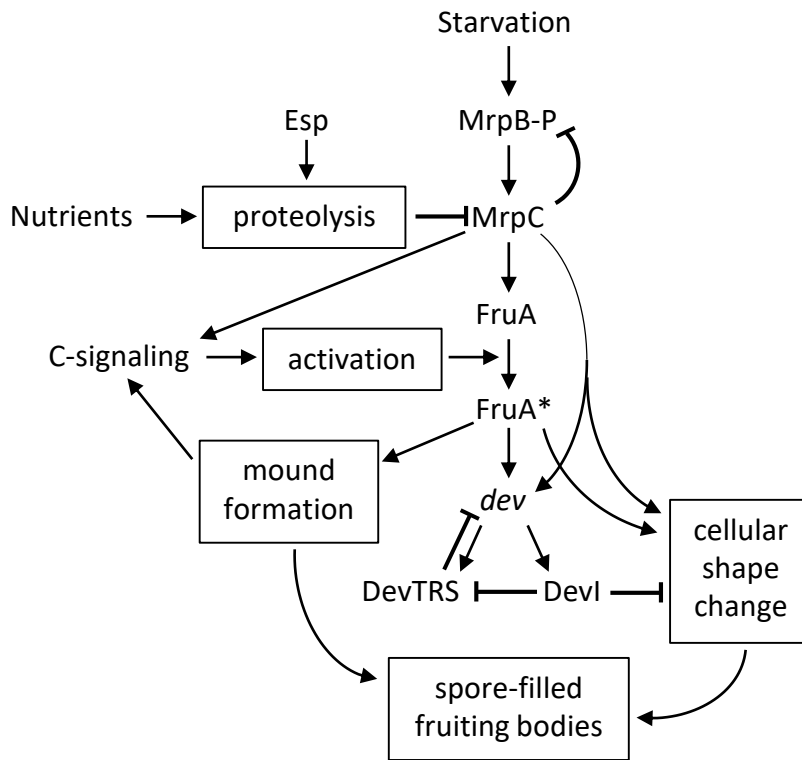 Starvation
Esp
MrpB-P
Nutrients
proteolysis
MrpC
FruA
C-signaling
activation
FruA*
mound
formation
dev
cellular
shape
change
DevTRS
DevI
spore-filled
fruiting bodies